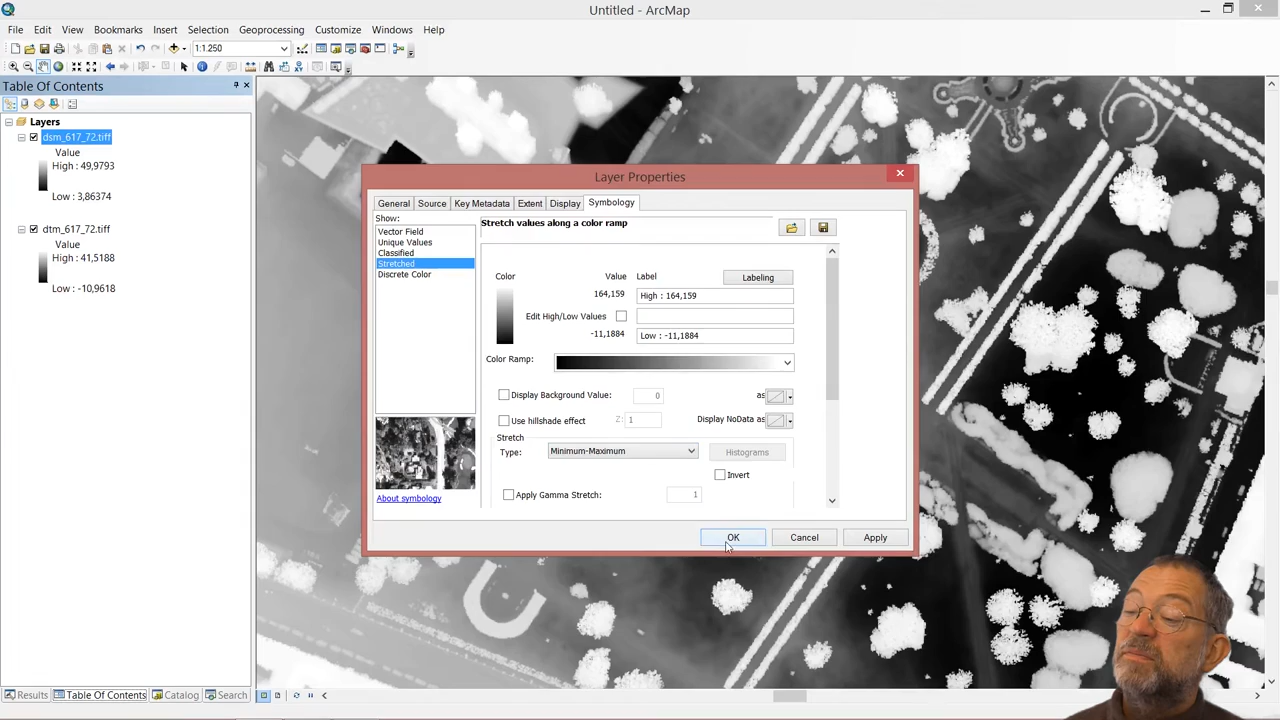 Untitled - ArcMap
File Edit View Bookmarks Insert Selection Geoprocessing Customize Windows Help
1:1.250
Table Of Contents
Layers
dsm_617_72.tiff
Value
High : 49,9793
Low : 3,86374
dtm_617_72.tiff
Value
High : 41,5188
Low : -10,9618
Layer Properties
General Source Key Metadata Extent Display Symbology
Show:
Vector Field
Unique Values
Classified
Stretched
Discrete Color
About symbology
Stretch values along a color ramp
Color Value Label Labeling
164,159 High : 164,159
Edit High/Low Values
-11,1884 Low : -11,1884
Color Ramp:
Display Background Value: 0 as
Use hillshade effect Z: 1 Display NoData as
Stretch
Type: Minimum-Maximum Histograms
Invert
Apply Gamma Stretch: 1
OK Cancel Apply
Results Table Of Contents Catalog Search